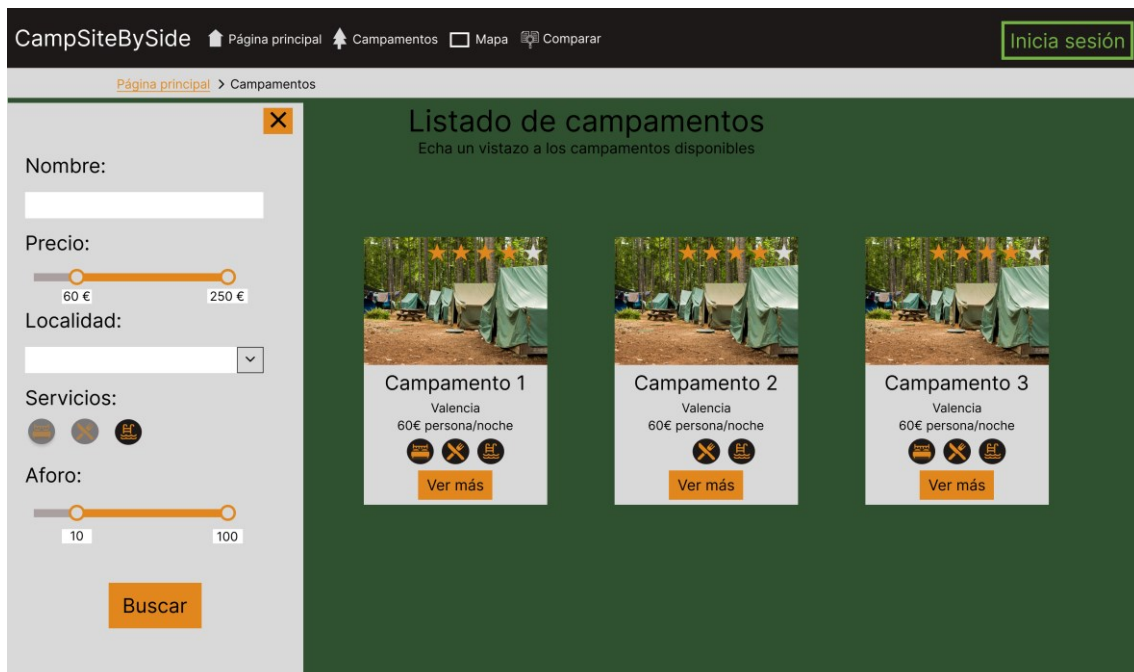 CampSiteBySide Página principal Campamentos Mapa Comparar Inicia sesión
Página principal > Campamentos
Nombre:
Precio:
60 €
250 €
Localidad:
Servicios:
Aforo:
10
100
Buscar
Listado de campamentos
Echa un vistazo a los campamentos disponibles
Campamento 1
Valencia
60€ persona/noche
Ver más
Campamento 2
Valencia
60€ persona/noche
Ver más
Campamento 3
Valencia
60€ persona/noche
Ver más